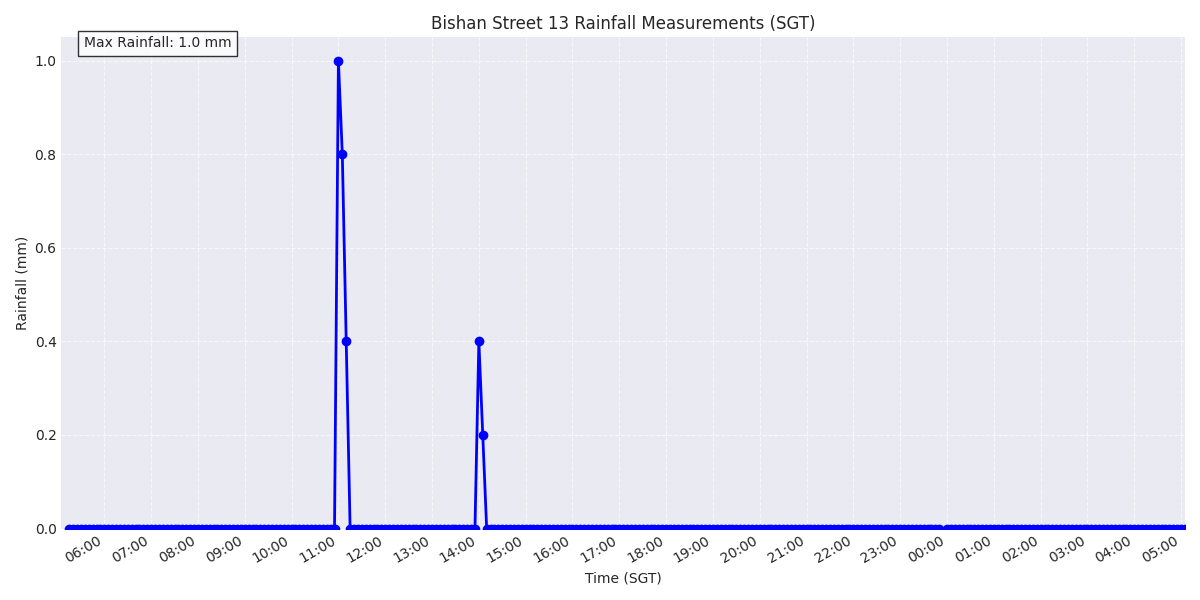 Bishan Street 13 Rainfall Measurements (SGT)
Max Rainfall: 1.0 mm
1.0
0.8
0.6
0.4
0.2
0.0
Rainfall (mm)
06:00 07:00 08:00 09:00 10:00 11:00 12:00 13:00 14:00 15:00 16:00 17:00 18:00 19:00 20:00 21:00 22:00 23:00 00:00 01:00 02:00 03:00 04:00 05:00
Time (SGT)